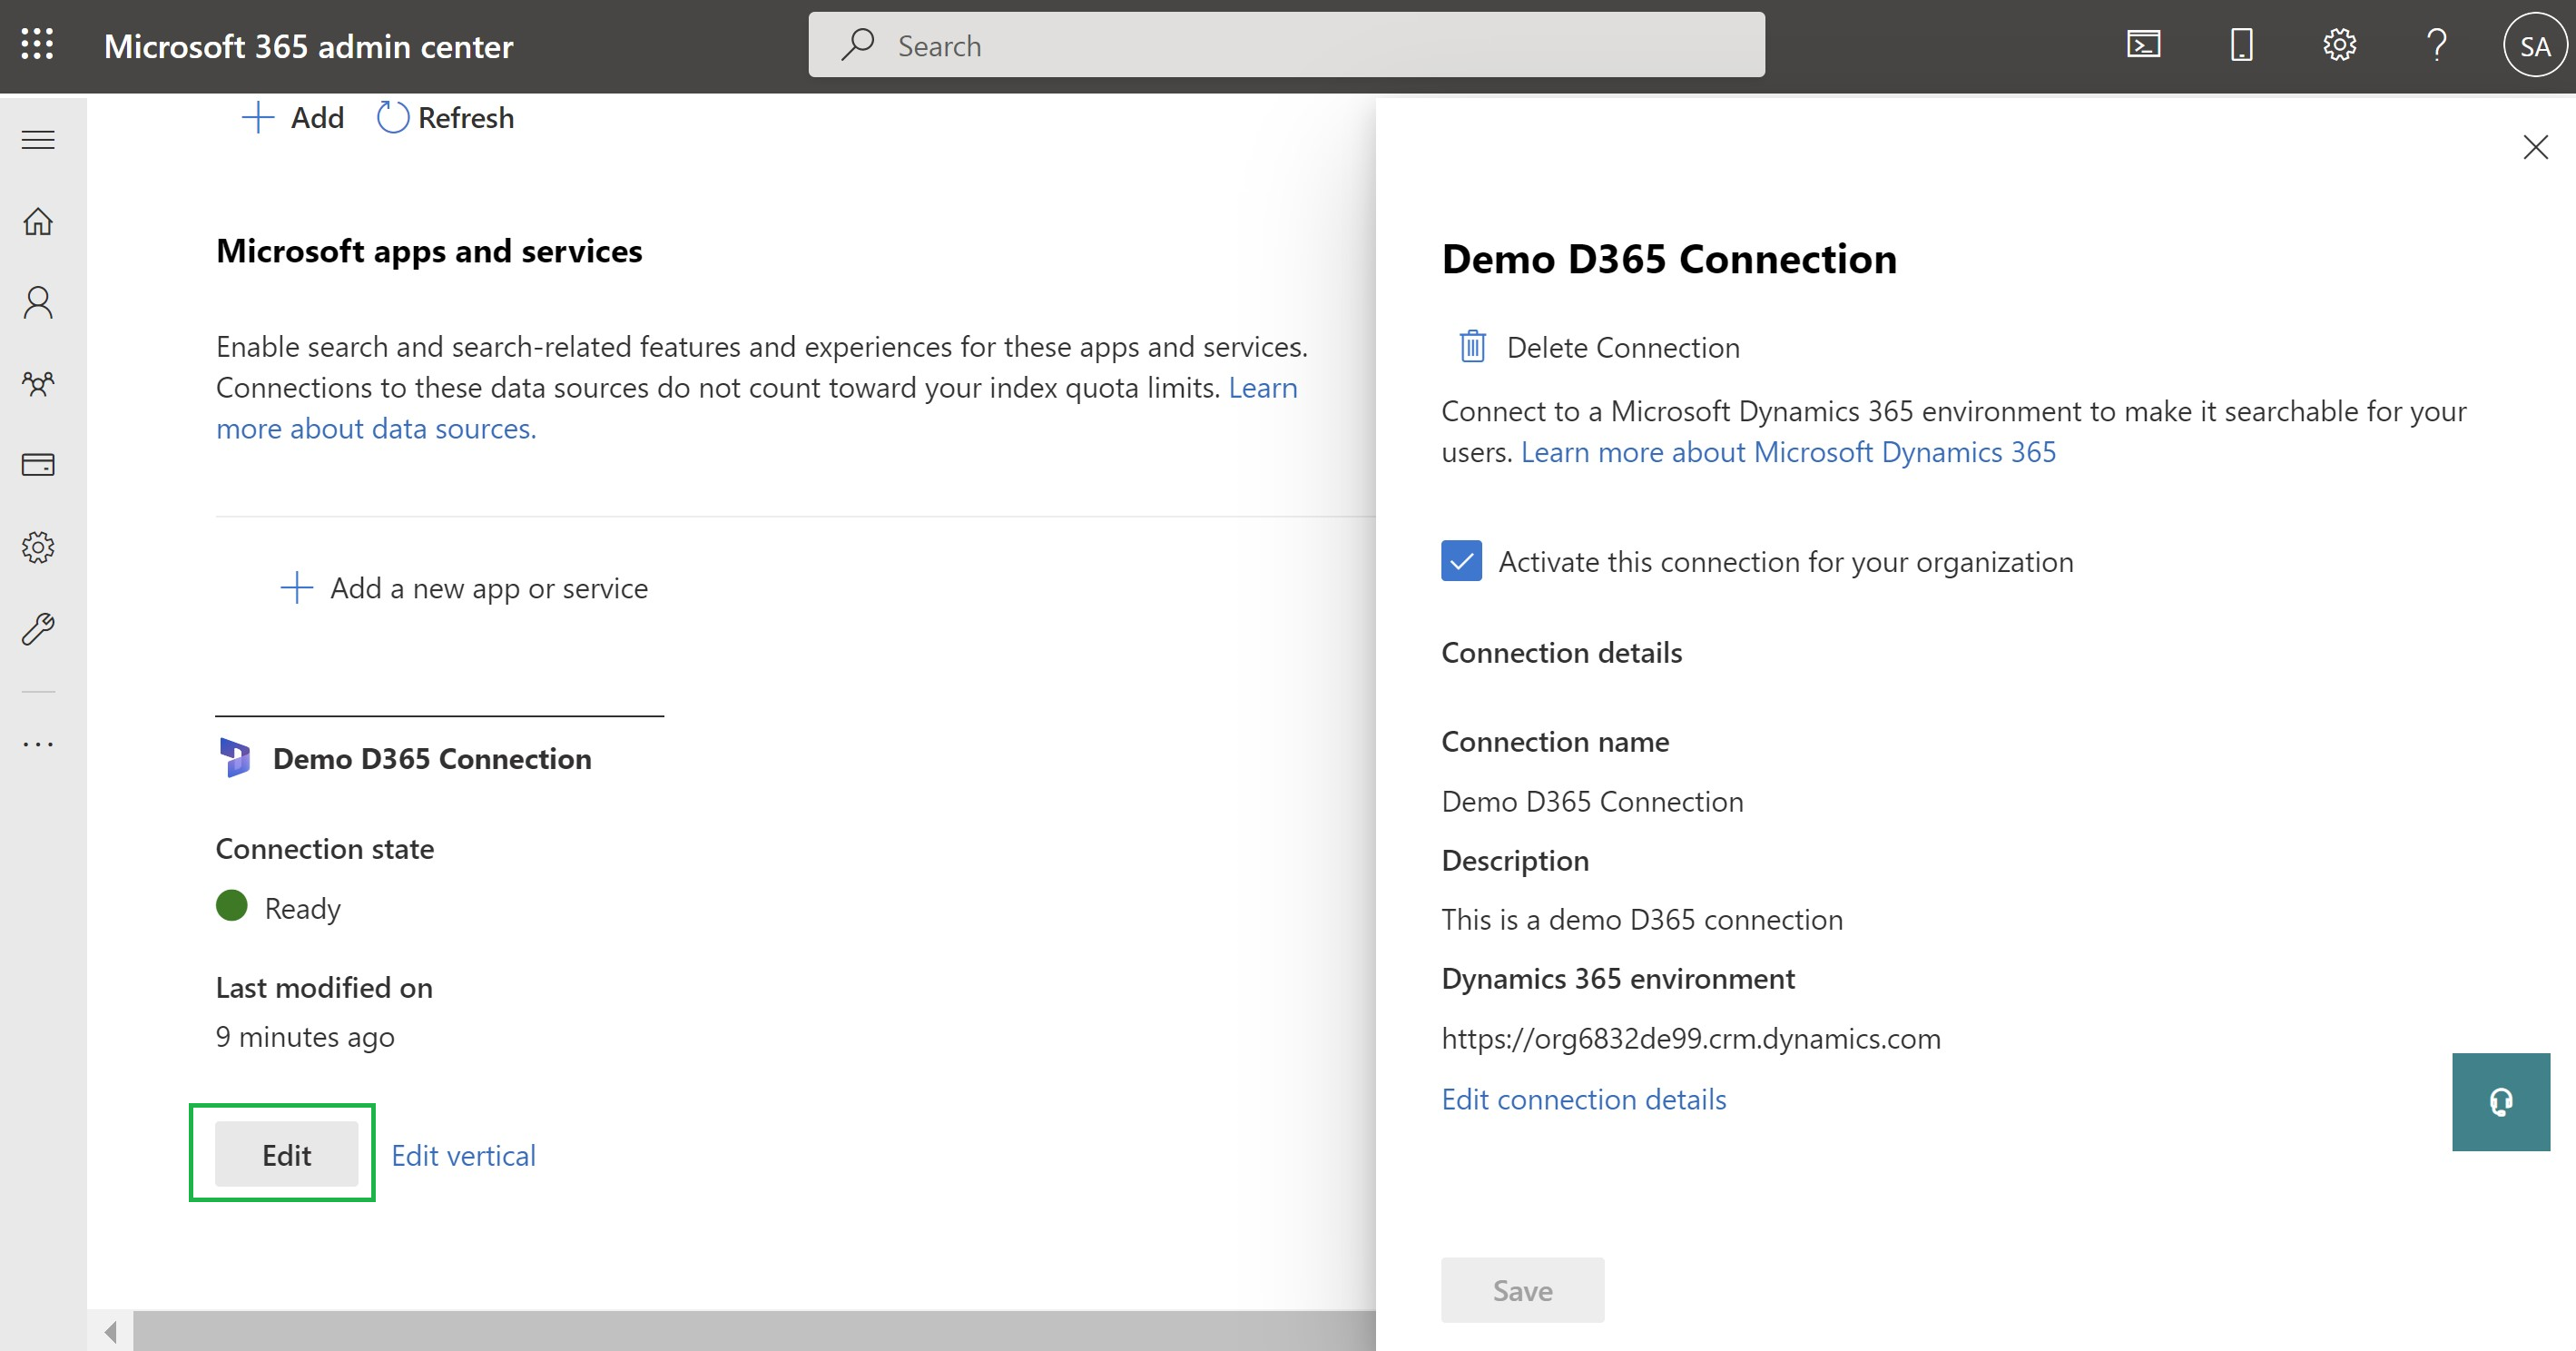 Microsoft 365 admin center
Search
SA
Add
Refresh
Microsoft apps and services
Enable search and search-related features and experiences for these apps and services.
Connections to these data sources do not count toward your index quota limits. Learn
more about data sources.
Add a new app or service
Demo D365 Connection
Connection state
Ready
Last modified on
9 minutes ago
Edit
Edit vertical
Demo D365 Connection
Delete Connection
Connect to a Microsoft Dynamics 365 environment to make it searchable for your
users. Learn more about Microsoft Dynamics 365
Activate this connection for your organization
Connection details
Connection name
Demo D365 Connection
Description
This is a demo D365 connection
Dynamics 365 environment
https://org6832de99.crm.dynamics.com
Edit connection details
Save